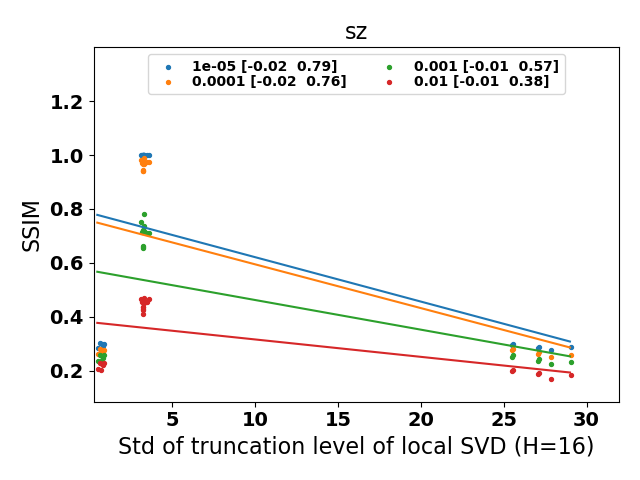 sz
1e-05 [-0.02  0.79]
0.0001 [-0.02  0.76]
0.001 [-0.01  0.57]
0.01 [-0.01  0.38]
SSIM
1.2
1.0
0.8
0.6
0.4
0.2
5 10 15 20 25 30
Std of truncation level of local SVD (H=16)